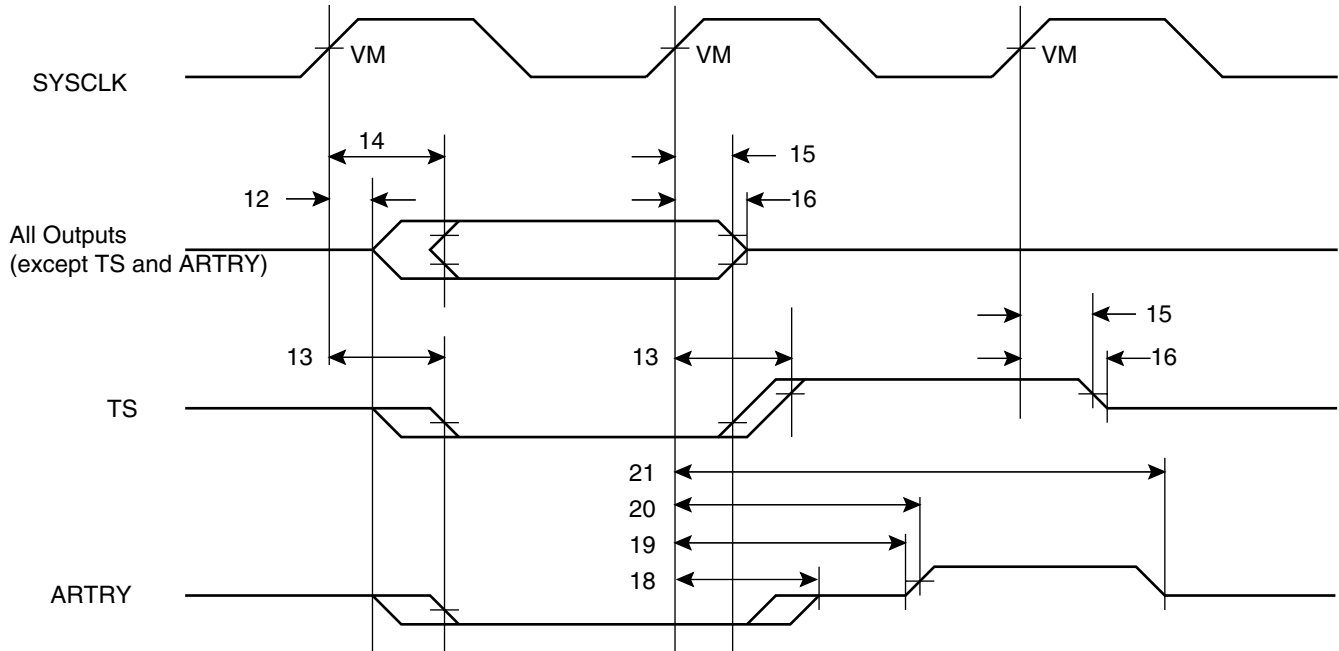 VM
VM
VM
SYSCLK
14
15
12
16
All Outputs
(except TS and ARTRY)
15
13
13
16
TS
21
20
19
18
ARTRY